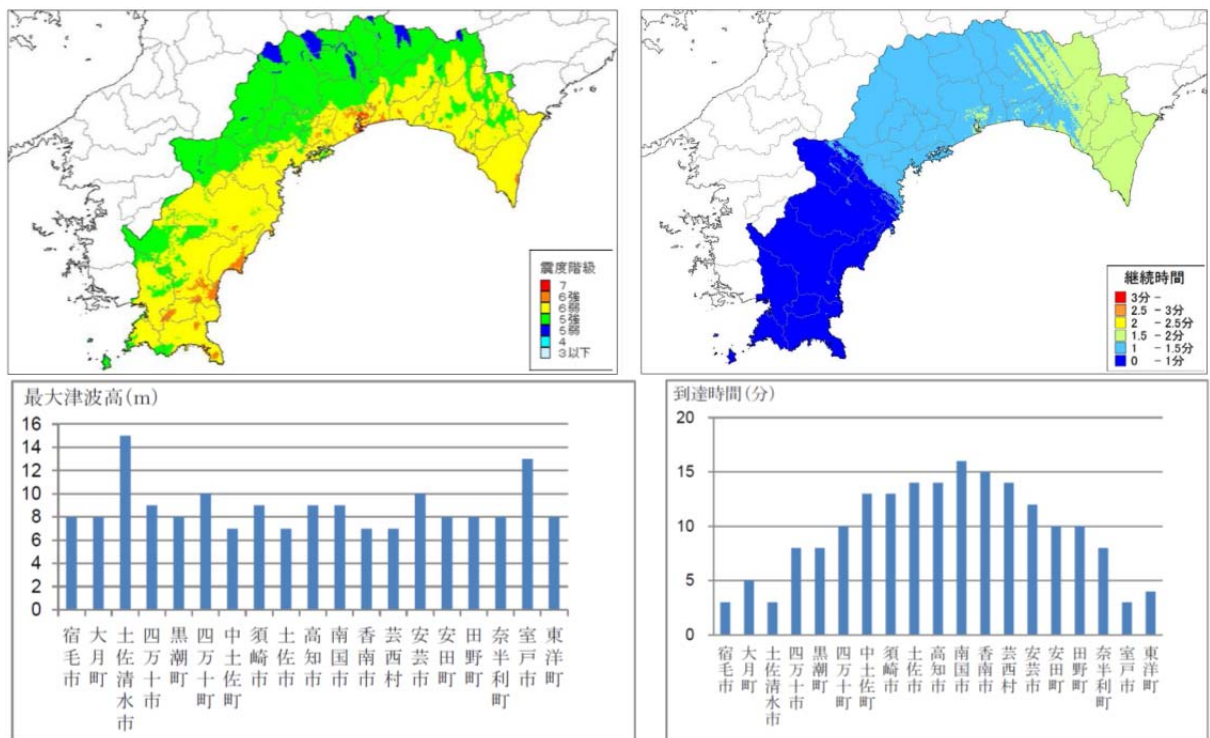 震度階級
7
6強
6弱
5強
5弱
4
3以下
継続時間
3分 -
2.5 - 3分
2 - 2.5分
1.5 - 2分
1 - 1.5分
0 - 1分
最大津波高(m)
16
14
12
10
8
6
4
2
0
宿毛市
大月町
土佐清水市
四万十市
黒潮町
四万十町
中土佐町
須崎市
土佐市
高知市
南国市
香南市
芸西村
安芸市
安田町
田野町
奈半利町
室戸市
東洋町
到達時間(分)
20
15
10
5
0
宿毛市
大月町
土佐清水市
四万十市
黒潮町
四万十町
中土佐町
須崎市
土佐市
高知市
南国市
香南市
芸西村
安芸市
安田町
田野町
奈半利町
室戸市
東洋町